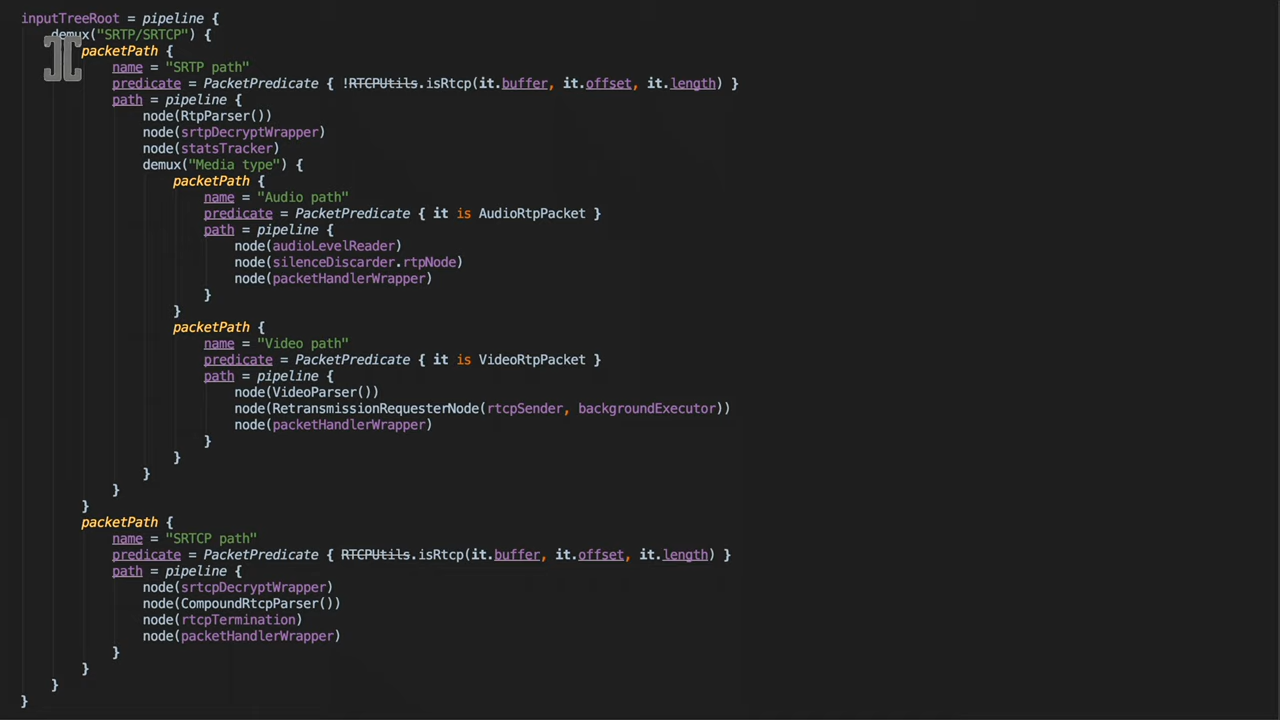 inputTreeRoot = pipeline {
    demux("SRTP/SRTCP") {
        packetPath {
            name = "SRTP path"
            predicate = PacketPredicate { !RTCPUtils.isRtcp(it.buffer, it.offset, it.length) }
            path = pipeline {
                node(RtpParser())
                node(srtpDecryptWrapper)
                node(statsTracker)
                demux("Media type") {
                    packetPath {
                        name = "Audio path"
                        predicate = PacketPredicate { it is AudioRtpPacket }
                        path = pipeline {
                            node(audioLevelReader)
                            node(silenceDiscarder.rtpNode)
                            node(packetHandlerWrapper)
                        }
                    }
                    packetPath {
                        name = "Video path"
                        predicate = PacketPredicate { it is VideoRtpPacket }
                        path = pipeline {
                            node(VideoParser())
                            node(RetransmissionRequesterNode(rtcpSender, backgroundExecutor))
                            node(packetHandlerWrapper)
                        }
                    }
                }
            }
        }
        packetPath {
            name = "SRTCP path"
            predicate = PacketPredicate { RTCPUtils.isRtcp(it.buffer, it.offset, it.length) }
            path = pipeline {
                node(srtcpDecryptWrapper)
                node(CompoundRtcpParser())
                node(rtcpTermination)
                node(packetHandlerWrapper)
            }
        }
    }
}